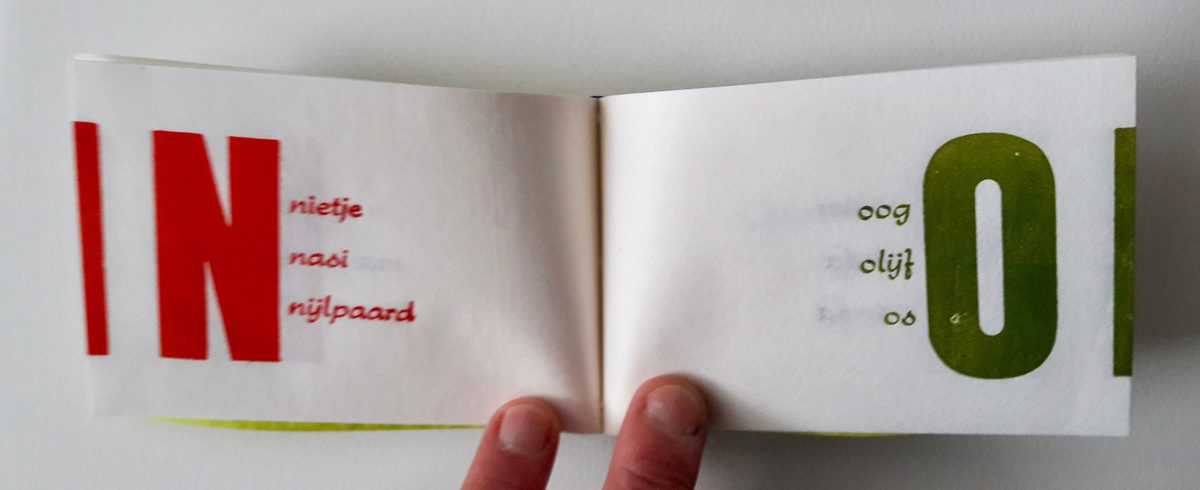 N
nietje
nasi
nijlpaard
oog
olijf
os
O